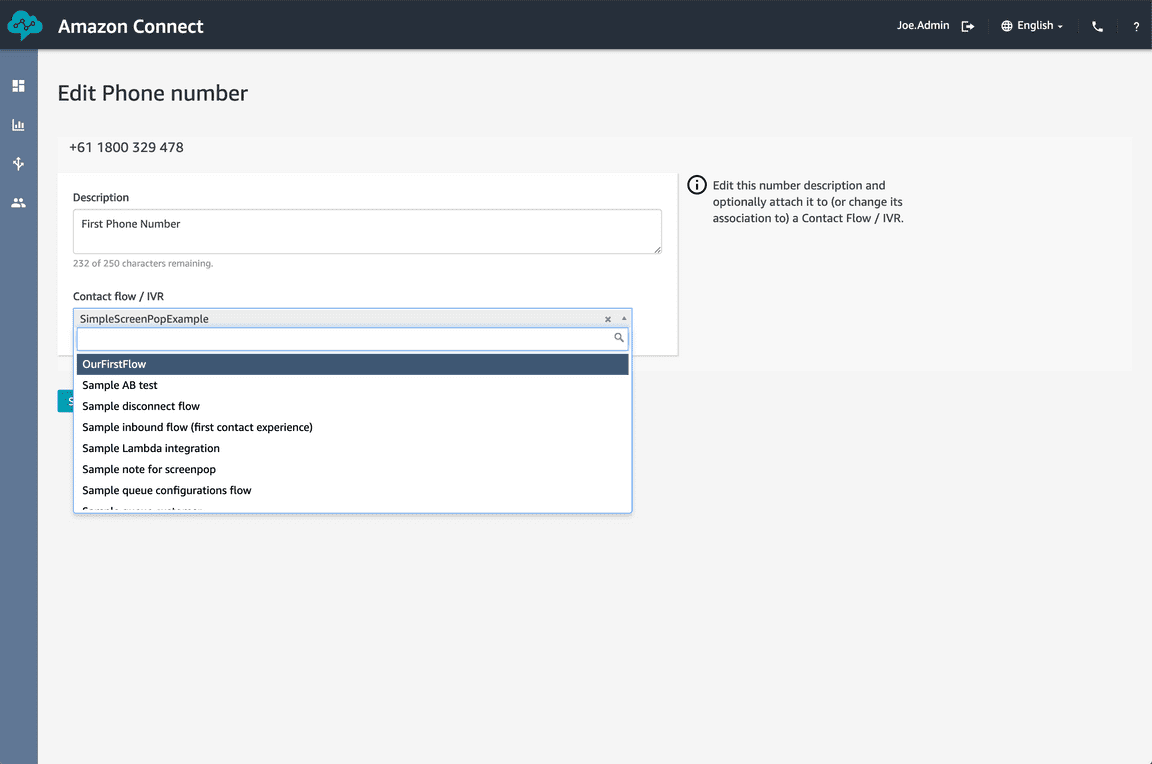 Amazon Connect
Joe.Admin
English
?
Edit Phone number
+61 1800 329 478
Description
First Phone Number
232 of 250 characters remaining.
Contact flow / IVR
SimpleScreenPopExample
OurFirstFlow
Sample AB test
Sample disconnect flow
Sample inbound flow (first contact experience)
Sample Lambda integration
Sample note for screenpop
Sample queue configurations flow
Edit this number description and
optionally attach it to (or change its
association to) a Contact Flow / IVR.